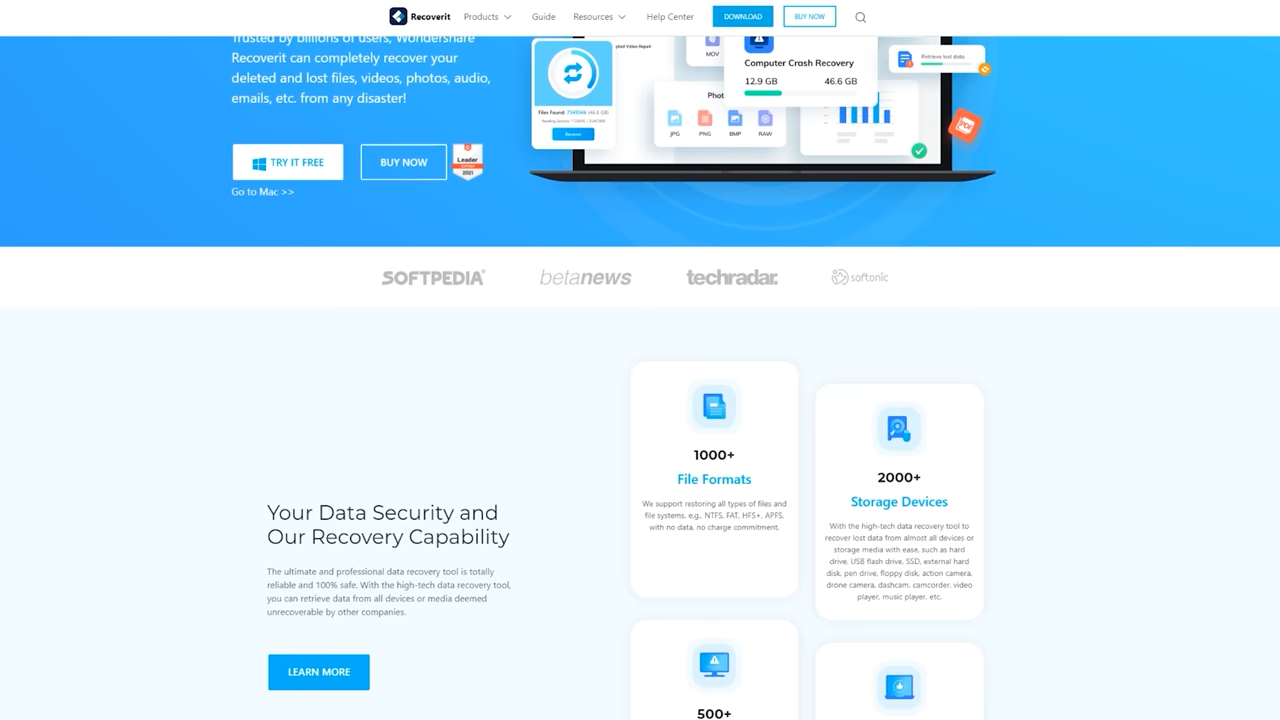 Recoverit
Products
Guide
Resources
Help Center
DOWNLOAD
BUY NOW
Trusted by billions of users, Wondershare
Recoverit can completely recover your
deleted and lost files, videos, photos, audio,
emails, etc. from any disaster!
TRY IT FREE
BUY NOW
Leader
2021
Go to Mac >>
Video Repair
MOV
Computer Crash Recovery
12.9 GB
46.6 GB
Retrieve lost data
Phot
JPG
PNG
BMP
RAW
PDF
Recover
SOFTPEDIA®
betanews
techradar.
softonic
Your Data Security and
Our Recovery Capability
The ultimate and professional data recovery tool is totally
reliable and 100% safe. With the high-tech data recovery tool,
you can retrieve data from all devices or media deemed
unrecoverable by other companies.
LEARN MORE
1000+
File Formats
We support restoring all types of files and
file systems, e.g., NTFS, FAT, HFS+, APFS,
with no data, no charge commitment.
2000+
Storage Devices
With the high-tech data recovery tool to
recover lost data from almost all devices or
storage media with ease, such as hard
drive, USB flash drive, SSD, external hard
disk, pen drive, floppy disk, action camera,
drone camera, dashcam, camcorder, video
player, music player, etc.
500+